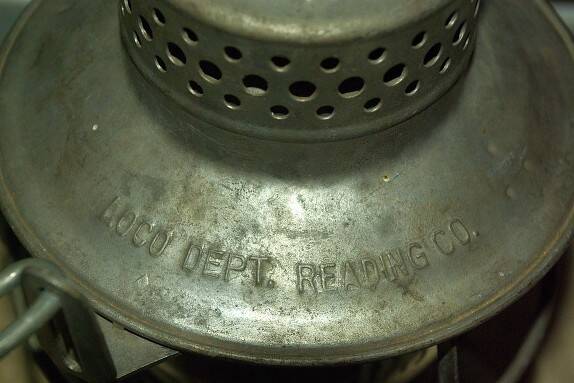 LOCO DEPT. READING CO.